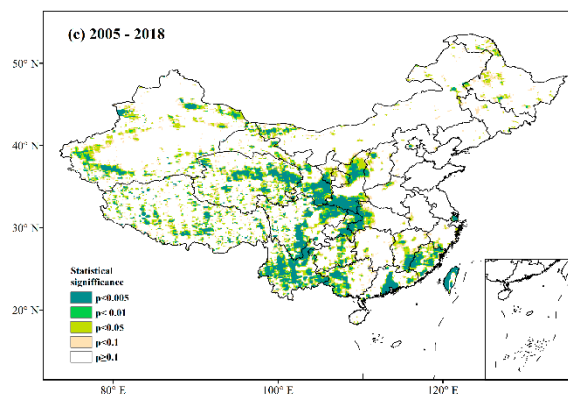 (c) 2005 - 2018
50° N
40° N
30° N
20° N
Statistical
signifficance
p<0.005
p< 0.01
p<0.05
p<0.1
p≥0.1
80° E
100° E
120° E